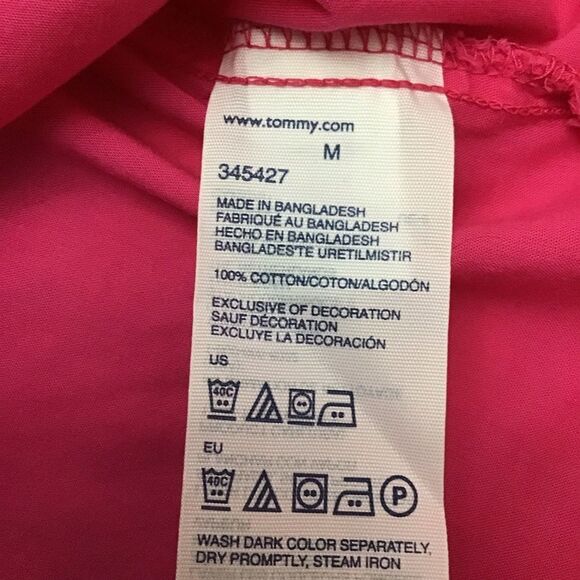 www.tommy.com
M
345427
MADE IN BANGLADESH
FABRIQUÉ AU BANGLADESH
HECHO EN BANGLADESH
BANGLADESTE URETILMISTIR
100% COTTON/COTON/ALGODÓN
EXCLUSIVE OF DECORATION
SAUF DÉCORATION
EXCLUYE LA DECORACIÓN
US
40C
EU
40C P
WASH DARK COLOR SEPARATELY,
DRY PROMPTLY, STEAM IRON